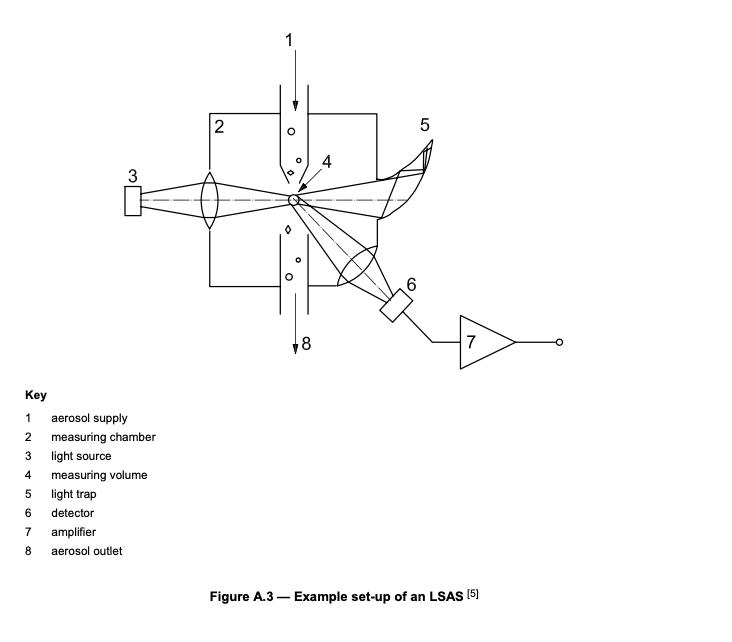 1
2
5
4
3
6
7
8
Key
1 aerosol supply
2 measuring chamber
3 light source
4 measuring volume
5 light trap
6 detector
7 amplifier
8 aerosol outlet
Figure A.3 — Example set-up of an LSAS [5]